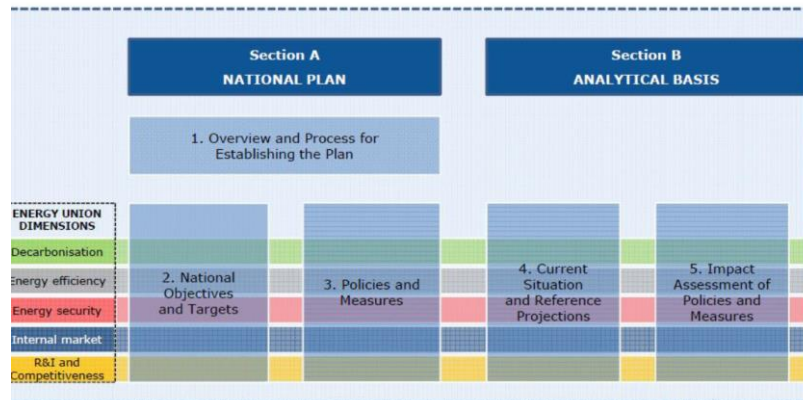 Section A
NATIONAL PLAN
Section B
ANALYTICAL BASIS
1. Overview and Process for
Establishing the Plan
ENERGY UNION
DIMENSIONS
Decarbonisation
Energy efficiency
Energy security
Internal market
R&I and
Competitiveness
2. National
Objectives
and Targets
3. Policies and
Measures
4. Current
Situation
and Reference
Projections
5. Impact
Assessment of
Policies and
Measures